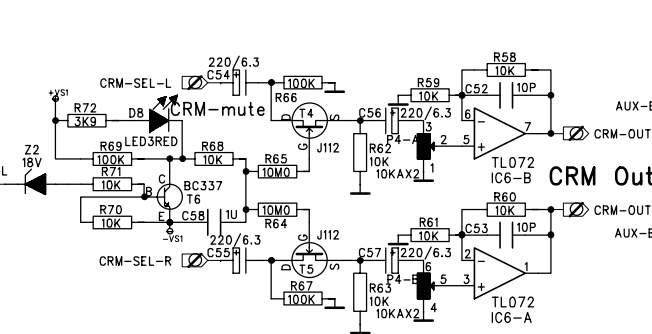 R58
10K
220/6.3
CRM-SEL-L
C54
100K
R66
R59
10K
C52
10P
+VS1
R72
3K9
D8
CRM-mute
LED3RED
T4
D
S
G
J112
C56
220/6.3
P4-A
3
2
1
10KAX2
R62
10K
6
5
7
TL072
IC6-B
AUX-
CRM-OUT
CRM Out
Z2
18V
-L
R69
100K
R68
10K
R71
10K
R65
10M0
C
B
E
BC337
T6
R70
10K
-VS1
C58
1U
10M0
R64
R60
10K
CRM-OUT
AUX-
220/6.3
CRM-SEL-R
C55
G
J112
D
S
T5
R67
100K
C57
220/6.3
R61
10K
C53
10P
P4-B
6
5
4
R63
10K
10KAX2
2
3
1
TL072
IC6-A